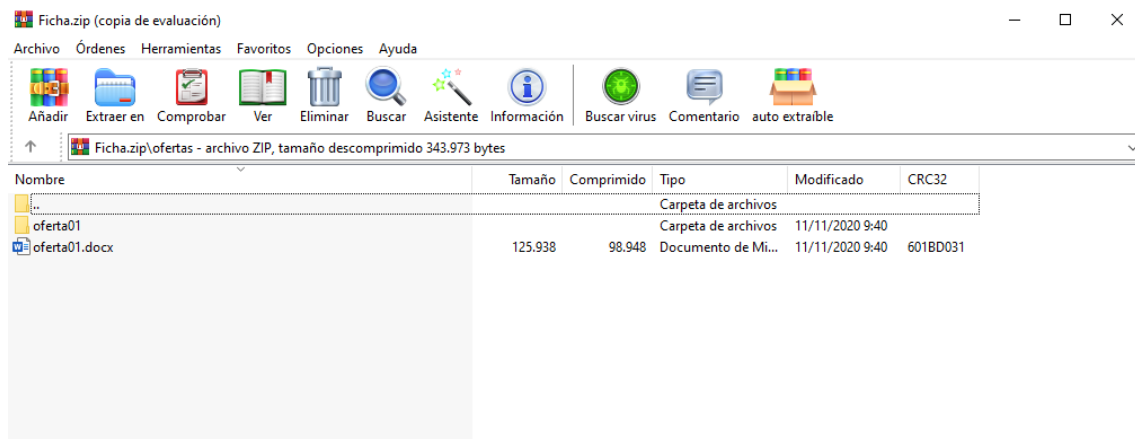 Ficha.zip (copia de evaluación)
Archivo Órdenes Herramientas Favoritos Opciones Ayuda
Añadir Extraer en Comprobar Ver Eliminar Buscar Asistente Información Buscar virus Comentario auto extraíble
Ficha.zip\ofertas - archivo ZIP, tamaño descomprimido 343.973 bytes
Nombre Tamaño Comprimido Tipo Modificado CRC32
.. Carpeta de archivos
oferta01 Carpeta de archivos 11/11/2020 9:40
oferta01.docx 125.938 98.948 Documento de Mi... 11/11/2020 9:40 601BD031